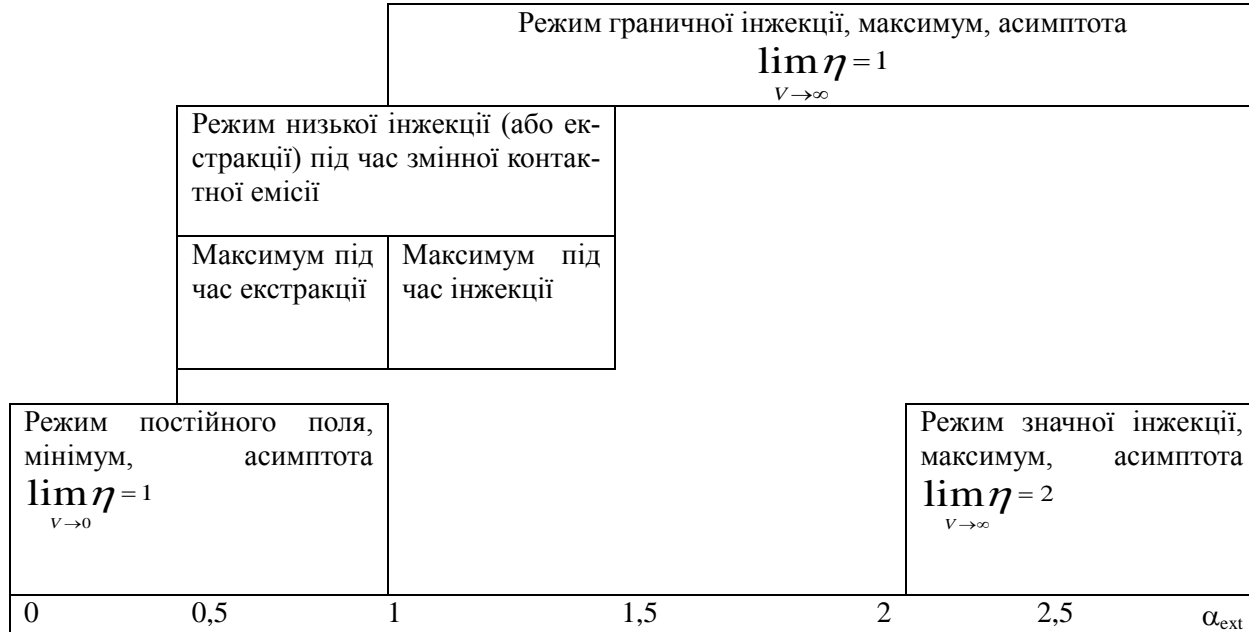 Режим граничної інжекції, максимум, асимптота
lim η = 1
V→∞
Режим низької інжекції (або ек-
стракції) під час змінної контак-
тної емісії
Максимум під
час екстракції
Максимум під
час інжекції
Режим постійного поля,
мінімум, асимптота
lim η = 1
V→0
Режим значної інжекції,
максимум, асимптота
lim η = 2
V→∞
0 0,5 1 1,5 2 2,5 αext